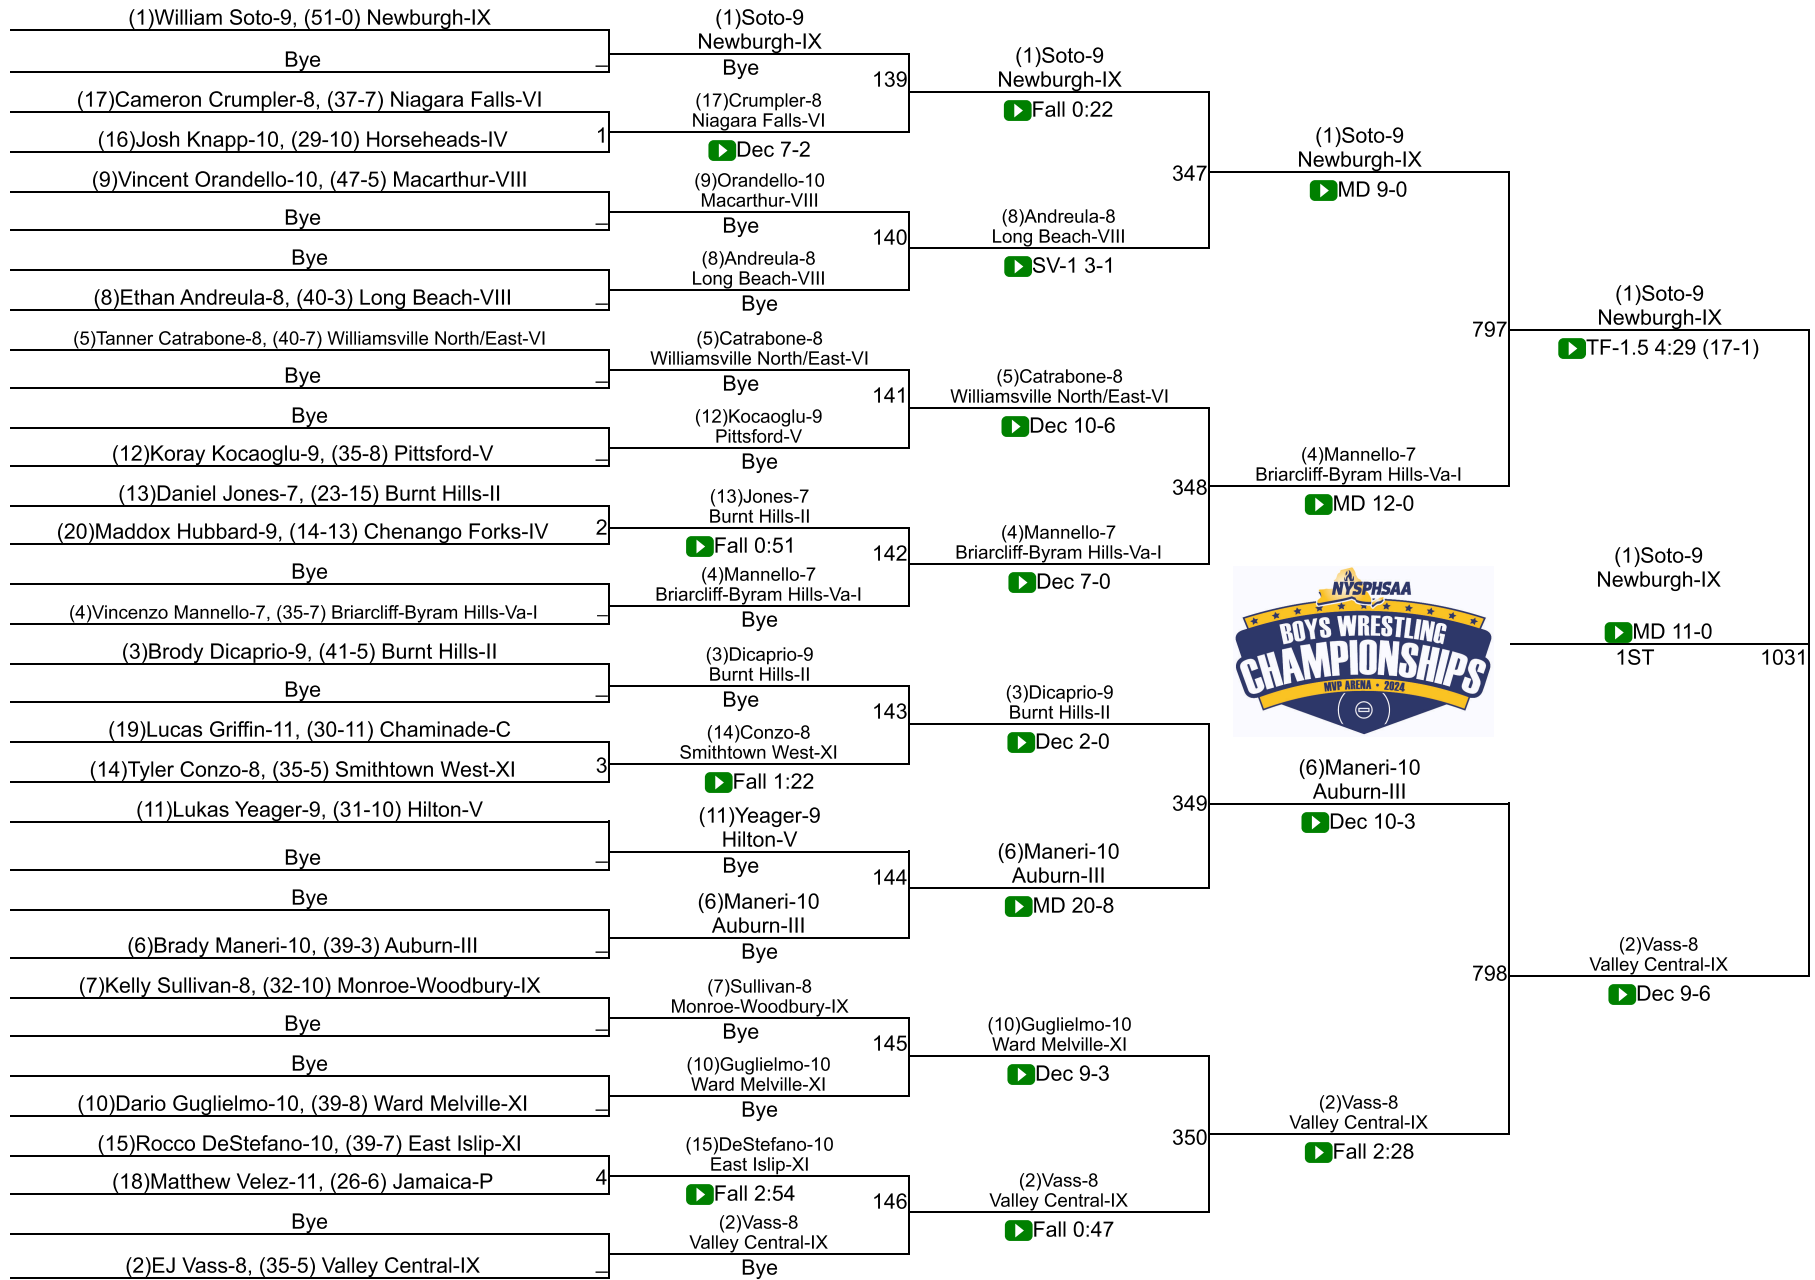 (1)William Soto-9, (51-0) Newburgh-IX
Bye
(17)Cameron Crumpler-8, (37-7) Niagara Falls-VI
(16)Josh Knapp-10, (29-10) Horseheads-IV
1
(9)Vincent Orandello-10, (47-5) Macarthur-VIII
Bye
Bye
(8)Ethan Andreula-8, (40-3) Long Beach-VIII
(5)Tanner Catrabone-8, (40-7) Williamsville North/East-VI
Bye
Bye
(12)Koray Kocaoglu-9, (35-8) Pittsford-V
(13)Daniel Jones-7, (23-15) Burnt Hills-II
(20)Maddox Hubbard-9, (14-13) Chenango Forks-IV
2
Bye
(4)Vincenzo Mannello-7, (35-7) Briarcliff-Byram Hills-Va-I
(3)Brody Dicaprio-9, (41-5) Burnt Hills-II
Bye
(19)Lucas Griffin-11, (30-11) Chaminade-C
(14)Tyler Conzo-8, (35-5) Smithtown West-XI
3
(11)Lukas Yeager-9, (31-10) Hilton-V
Bye
Bye
(6)Brady Maneri-10, (39-3) Auburn-III
(7)Kelly Sullivan-8, (32-10) Monroe-Woodbury-IX
Bye
Bye
(10)Dario Guglielmo-10, (39-8) Ward Melville-XI
(15)Rocco DeStefano-10, (39-7) East Islip-XI
(18)Matthew Velez-11, (26-6) Jamaica-P
4
Bye
(2)EJ Vass-8, (35-5) Valley Central-IX
(1)Soto-9
Newburgh-IX
Bye
139
(17)Crumpler-8
Niagara Falls-VI
Dec 7-2
(9)Orandello-10
Macarthur-VIII
Bye
140
(8)Andreula-8
Long Beach-VIII
Bye
(5)Catrabone-8
Williamsville North/East-VI
Bye
141
(12)Kocaoglu-9
Pittsford-V
Bye
(13)Jones-7
Burnt Hills-II
Fall 0:51
142
(4)Mannello-7
Briarcliff-Byram Hills-Va-I
Bye
(3)Dicaprio-9
Burnt Hills-II
Bye
143
(14)Conzo-8
Smithtown West-XI
Fall 1:22
(11)Yeager-9
Hilton-V
Bye
144
(6)Maneri-10
Auburn-III
Bye
(7)Sullivan-8
Monroe-Woodbury-IX
Bye
145
(10)Guglielmo-10
Ward Melville-XI
Bye
(15)DeStefano-10
East Islip-XI
Fall 2:54
146
(2)Vass-8
Valley Central-IX
Bye
(1)Soto-9
Newburgh-IX
Fall 0:22
347
(8)Andreula-8
Long Beach-VIII
SV-1 3-1
(5)Catrabone-8
Williamsville North/East-VI
Dec 10-6
348
(4)Mannello-7
Briarcliff-Byram Hills-Va-I
Dec 7-0
(3)Dicaprio-9
Burnt Hills-II
Dec 2-0
349
(6)Maneri-10
Auburn-III
MD 20-8
(10)Guglielmo-10
Ward Melville-XI
Dec 9-3
350
(2)Vass-8
Valley Central-IX
Fall 0:47
(1)Soto-9
Newburgh-IX
MD 9-0
797
(4)Mannello-7
Briarcliff-Byram Hills-Va-I
MD 12-0
NYSPHSAA
BOYS WRESTLING
CHAMPIONSHIPS
MVP ARENA • 2024
(6)Maneri-10
Auburn-III
Dec 10-3
798
(2)Vass-8
Valley Central-IX
Fall 2:28
(1)Soto-9
Newburgh-IX
TF-1.5 4:29 (17-1)
(1)Soto-9
Newburgh-IX
MD 11-0
1ST
1031
(2)Vass-8
Valley Central-IX
Dec 9-6